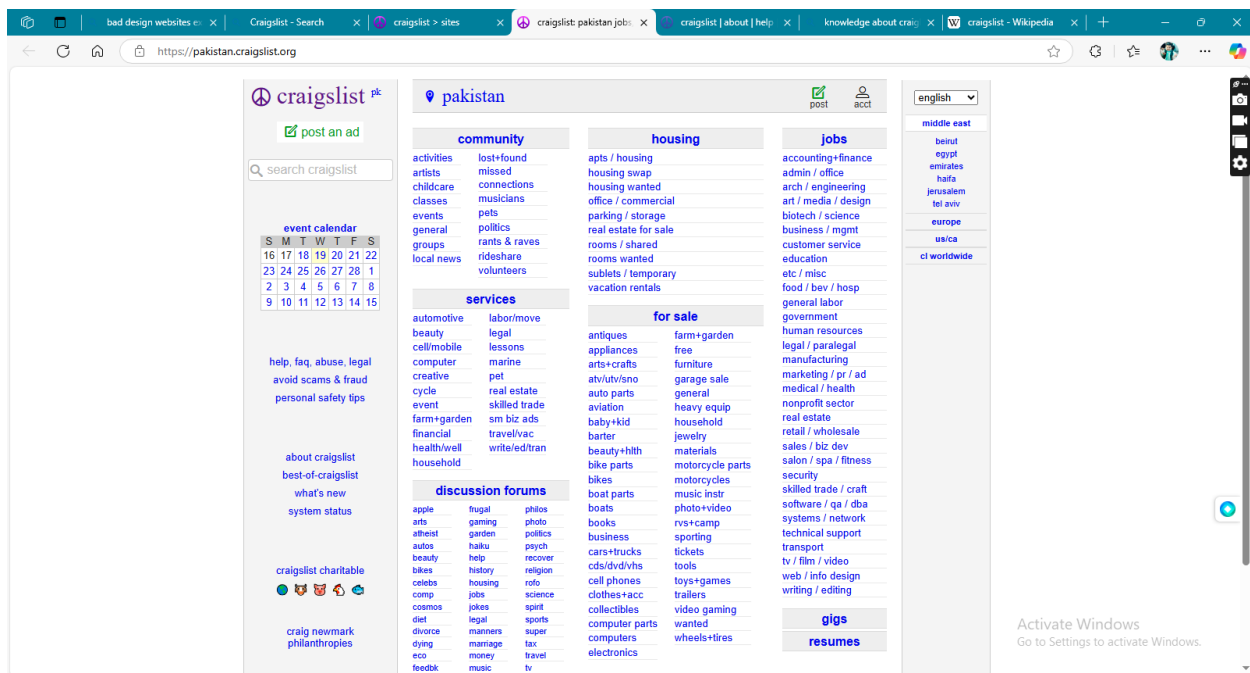 bad design websites ex
Craigslist - Search
craigslist > sites
craigslist: pakistan jobs
craigslist | about | help
knowledge about craig
W craigslist - Wikipedia
https://pakistan.craigslist.org
craigslist pk
post an ad
search craigslist
event calendar
S M T W T F S
16 17 18 19 20 21 22
23 24 25 26 27 28 1
2 3 4 5 6 7 8
9 10 11 12 13 14 15
help, faq, abuse, legal
avoid scams & fraud
personal safety tips
about craigslist
best-of-craigslist
what's new
system status
craigslist charitable
craig newmark
philanthropies
pakistan
post
acct
community
activities
artists
childcare
classes
events
general
groups
local news
lost+found
missed
connections
musicians
pets
politics
rants & raves
rideshare
volunteers
services
automotive
beauty
cell/mobile
computer
creative
cycle
event
farm+garden
financial
health/well
household
labor/move
legal
lessons
marine
pet
real estate
skilled trade
sm biz ads
travel/vac
write/ed/tran
discussion forums
apple
arts
atheist
autos
beauty
bikes
celebs
comp
cosmos
diet
divorce
dying
eco
feedbk
frugal
gaming
garden
haiku
help
history
housing
jobs
jokes
legal
manners
marriage
money
music
philos
photo
politics
psych
recover
religion
rofo
science
spirit
sports
super
tax
travel
tv
housing
apts / housing
housing swap
housing wanted
office / commercial
parking / storage
real estate for sale
rooms / shared
rooms wanted
sublets / temporary
vacation rentals
for sale
antiques
appliances
arts+crafts
atv/utv/sno
auto parts
aviation
baby+kid
barter
beauty+hlth
bike parts
bikes
boat parts
boats
books
business
cars+trucks
cds/dvd/vhs
cell phones
clothes+acc
collectibles
computer parts
computers
electronics
farm+garden
free
furniture
garage sale
general
heavy equip
household
jewelry
materials
motorcycle parts
motorcycles
music instr
photo+video
rvs+camp
sporting
tickets
tools
toys+games
trailers
video gaming
wanted
wheels+tires
jobs
accounting+finance
admin / office
arch / engineering
art / media / design
biotech / science
business / mgmt
customer service
education
etc / misc
food / bev / hosp
general labor
government
human resources
legal / paralegal
manufacturing
marketing / pr / ad
medical / health
nonprofit sector
real estate
retail / wholesale
sales / biz dev
salon / spa / fitness
security
skilled trade / craft
software / qa / dba
systems / network
technical support
transport
tv / film / video
web / info design
writing / editing
gigs
resumes
english
middle east
beirut
egypt
emirates
haifa
jerusalem
tel aviv
europe
us/ca
cl worldwide
Activate Windows
Go to Settings to activate Windows.